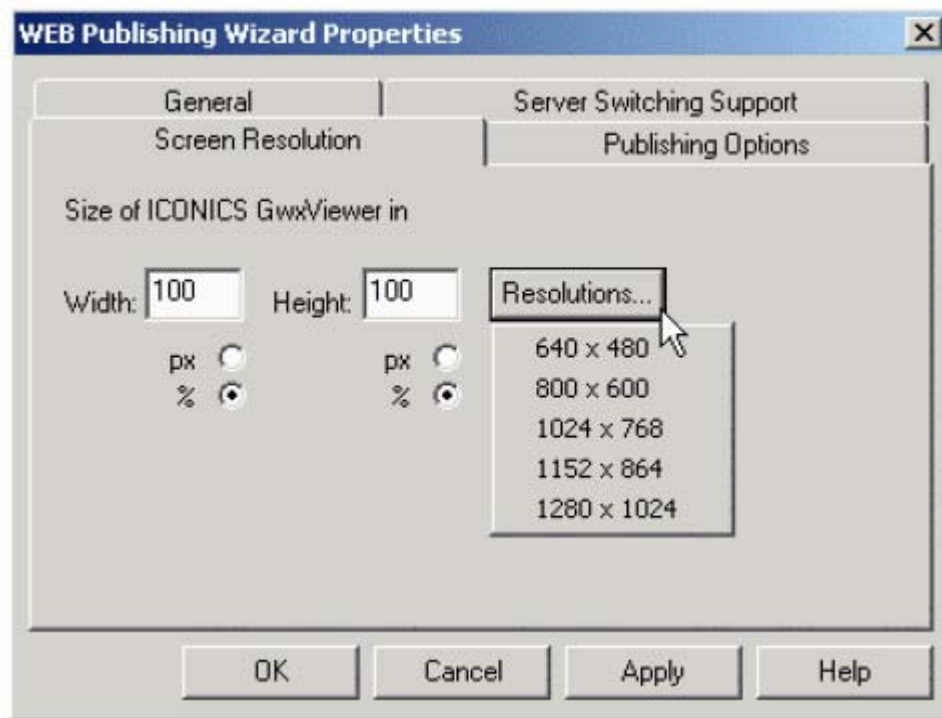 WEB Publishing Wizard Properties
General
Server Switching Support
Screen Resolution
Publishing Options
Size of ICONICS GwxViewer in
Width: 100 Height: 100 Resolutions...
px px
% %
640 x 480
800 x 600
1024 x 768
1152 x 864
1280 x 1024
OK Cancel Apply Help